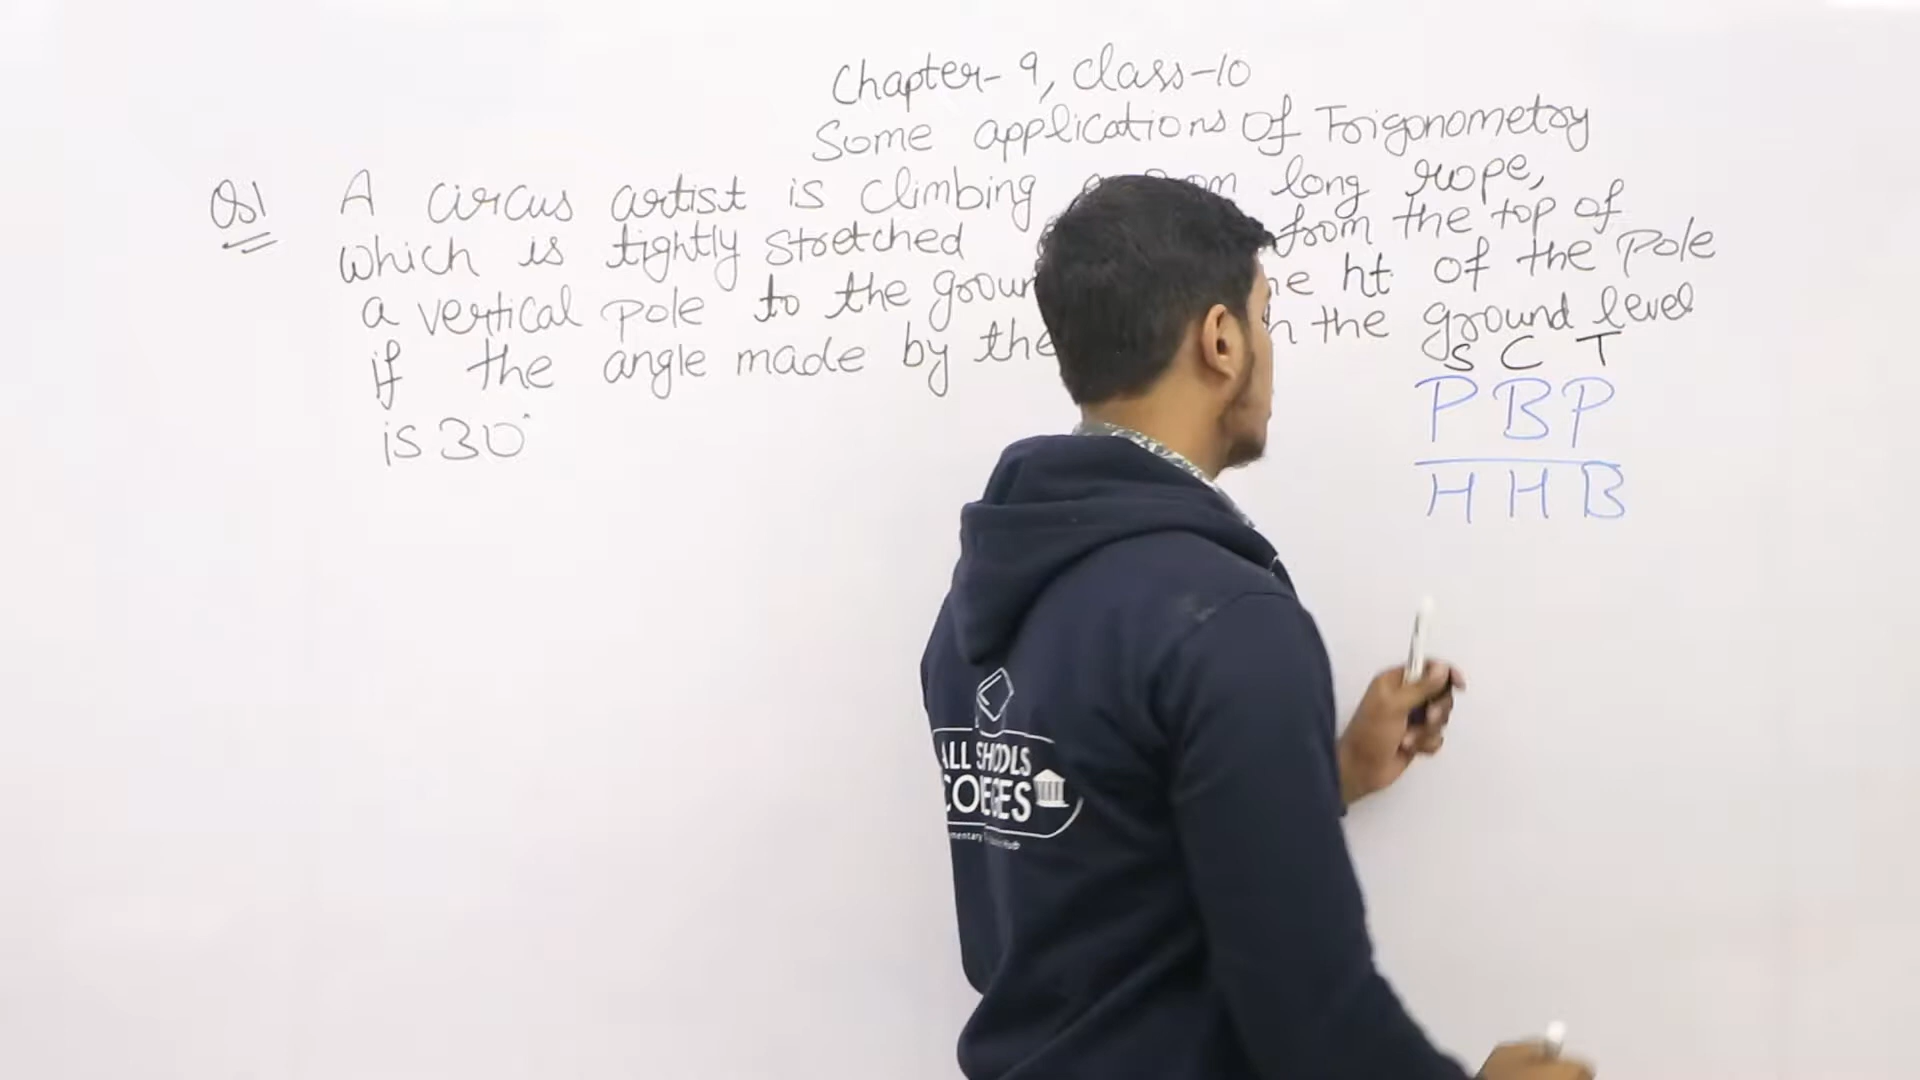 Chapter-9, Class-10
Some applications of Trigonometry
Qs1 A circus artist is climbing a long rope,
which is tightly stretched from the top of
a vertical pole to the ht of the Pole
if the angle made by the the ground level
is 30°
S C T
P B P
H H B
ALL SCHOOLS
COLLEGES